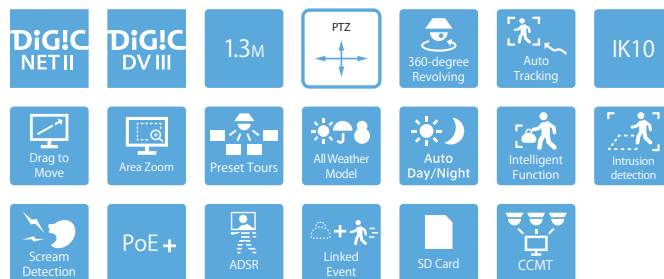 DiG!C
NET II
DiG!C
DV III
1.3M
PTZ
360-degree
Revolving
Auto
Tracking
IK10
Drag to
Move
Area Zoom
Preset Tours
All Weather
Model
Auto
Day/Night
Intelligent
Function
Intrusion
detection
Scream
Detection
PoE+
ADSR
Linked
Event
SD Card
CCMT